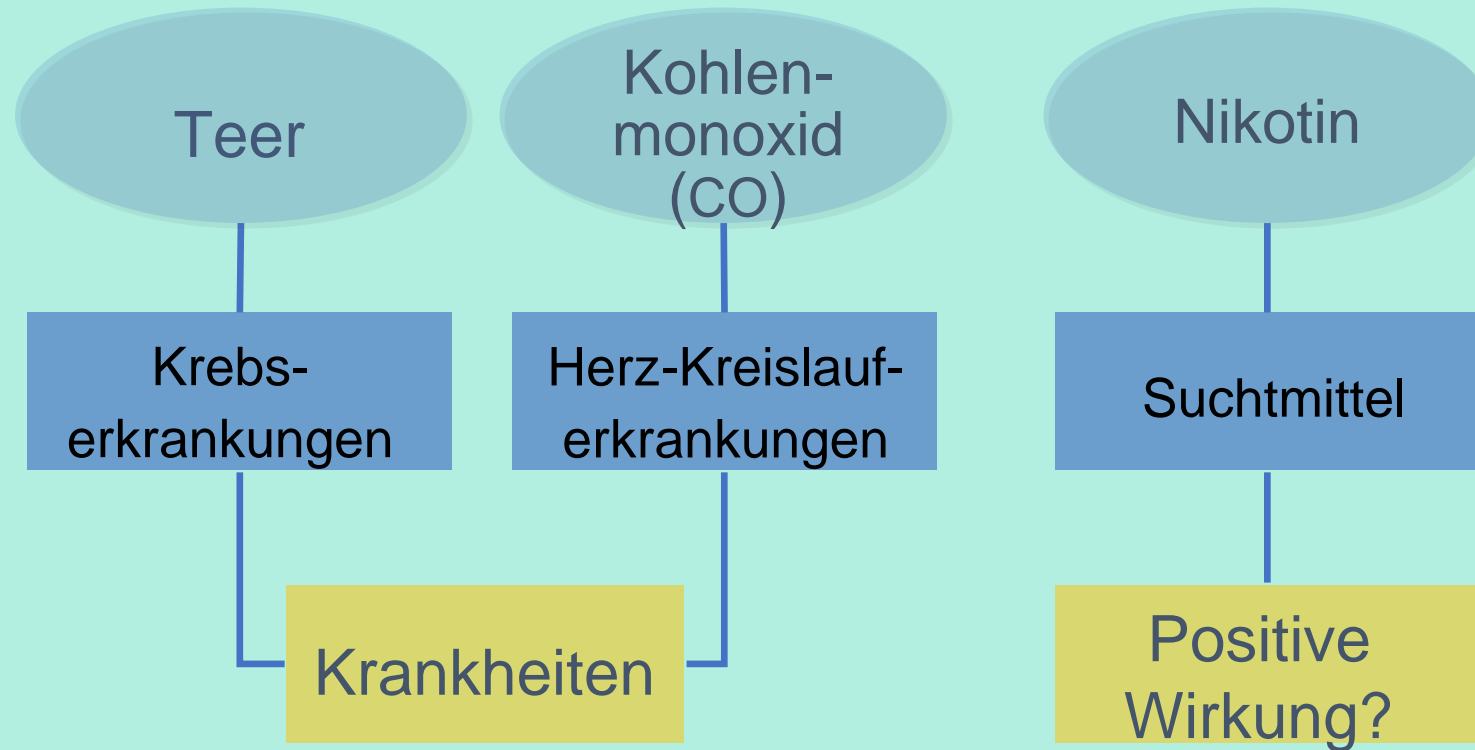 Teer
Kohlen-
monoxid
(CO)
Nikotin
Krebs-
erkrankungen
Herz-Kreislauf-
erkrankungen
Suchtmittel
Krankheiten
Positive
Wirkung?